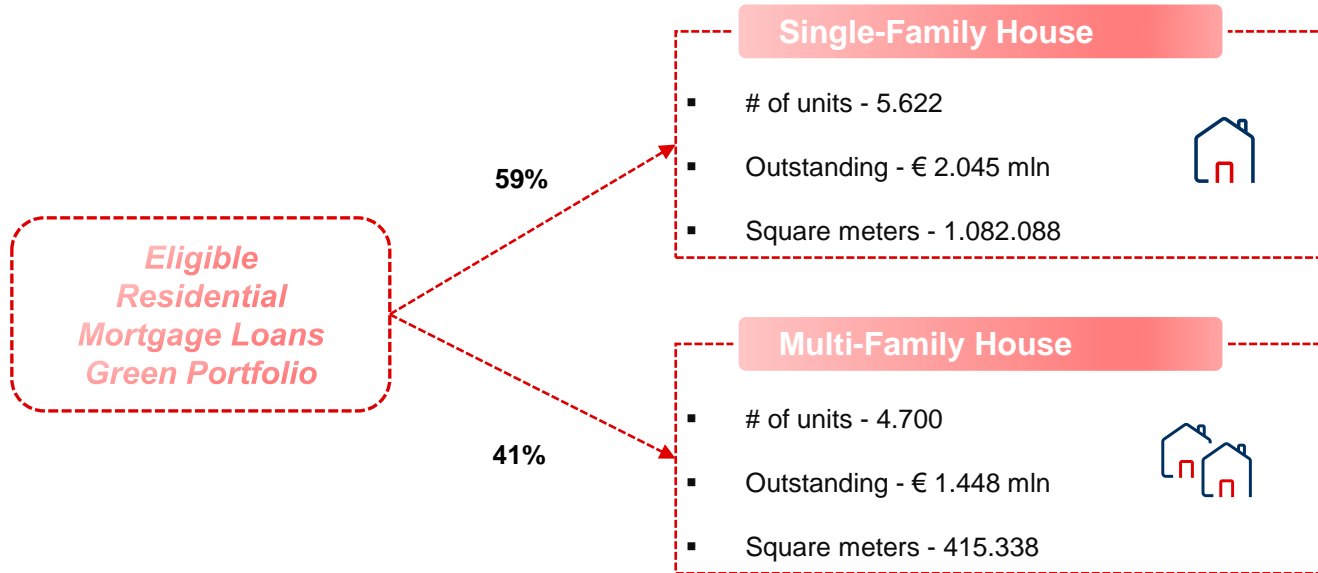 Single-Family House
▪ # of units - 5.622
▪ Outstanding - € 2.045 mln
▪ Square meters - 1.082.088
59%
Eligible
Residential
Mortgage Loans
Green Portfolio
41%
Multi-Family House
▪ # of units - 4.700
▪ Outstanding - € 1.448 mln
▪ Square meters - 415.338